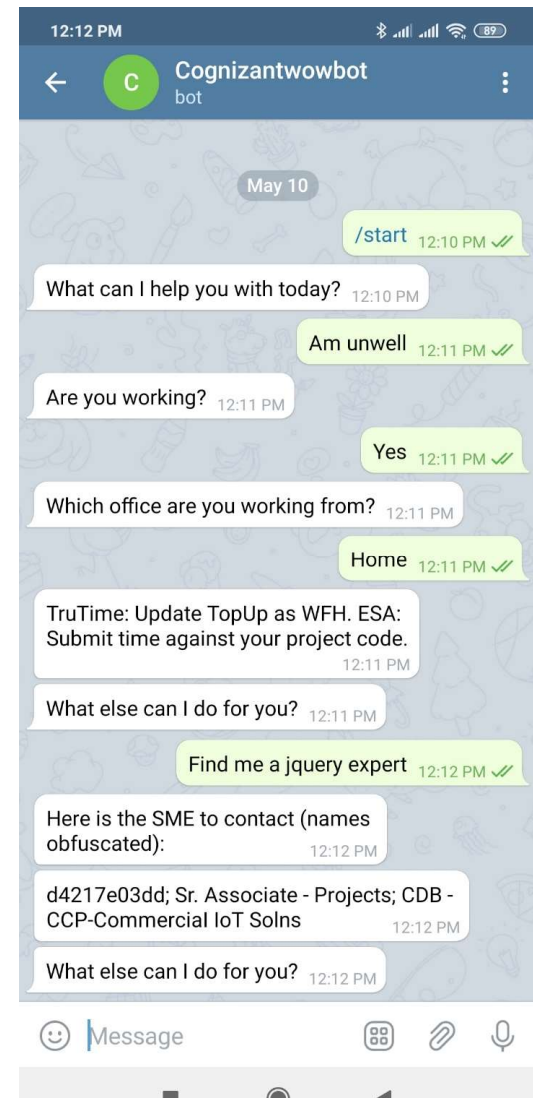 12:12 PM 89
C Cognizantwowbot
bot
May 10
/start 12:10 PM
What can I help you with today? 12:10 PM
Am unwell 12:11 PM
Are you working? 12:11 PM
Yes 12:11 PM
Which office are you working from? 12:11 PM
Home 12:11 PM
TruTime: Update TopUp as WFH. ESA:
Submit time against your project code.
12:11 PM
What else can I do for you? 12:11 PM
Find me a jquery expert 12:12 PM
Here is the SME to contact (names
obfuscated): 12:12 PM
d4217e03dd; Sr. Associate - Projects; CDB -
CCP-Commercial IoT Solns 12:12 PM
What else can I do for you? 12:12 PM
Message